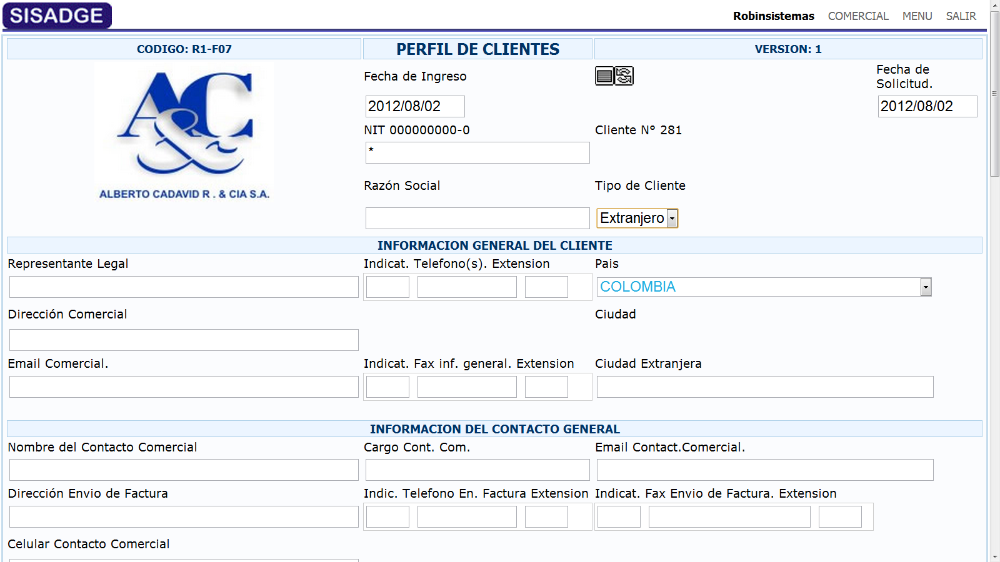 SISADGE
Robinsistemas COMERCIAL MENU SALIR
CODIGO: R1-F07 PERFIL DE CLIENTES VERSION: 1
A&C
ALBERTO CADAVID R . & CIA S.A.
Fecha de Ingreso
Fecha de
Solicitud.
2012/08/02 2012/08/02
NIT 000000000-0 Cliente N° 281
*
Razón Social Tipo de Cliente
Extranjero
INFORMACION GENERAL DEL CLIENTE
Representante Legal Indicat. Telefono(s). Extension Pais
COLOMBIA
Dirección Comercial Ciudad
Email Comercial. Indicat. Fax inf. general. Extension Ciudad Extranjera
INFORMACION DEL CONTACTO GENERAL
Nombre del Contacto Comercial Cargo Cont. Com. Email Contact.Comercial.
Dirección Envio de Factura Indic. Telefono En. Factura Extension Indicat. Fax Envio de Factura. Extension
Celular Contacto Comercial